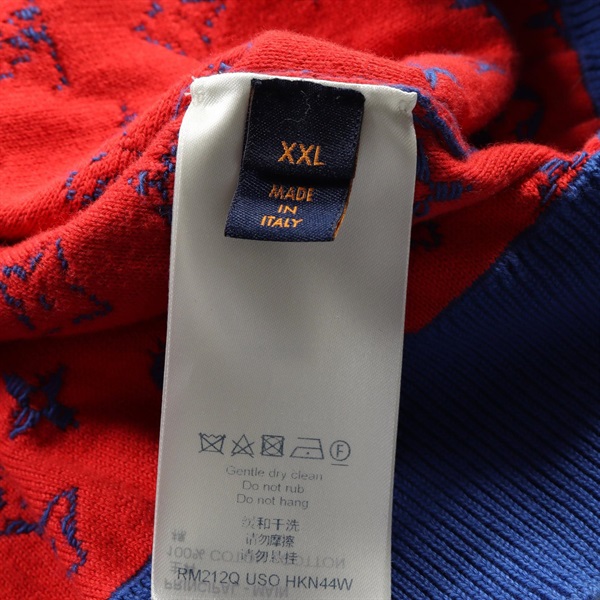 XXL
MADE
IN
ITALY
F
Gentle dry clean
Do not rub
Do not hang
缓和干洗
请勿摩擦
请勿悬挂
RM212Q USO HKN44W